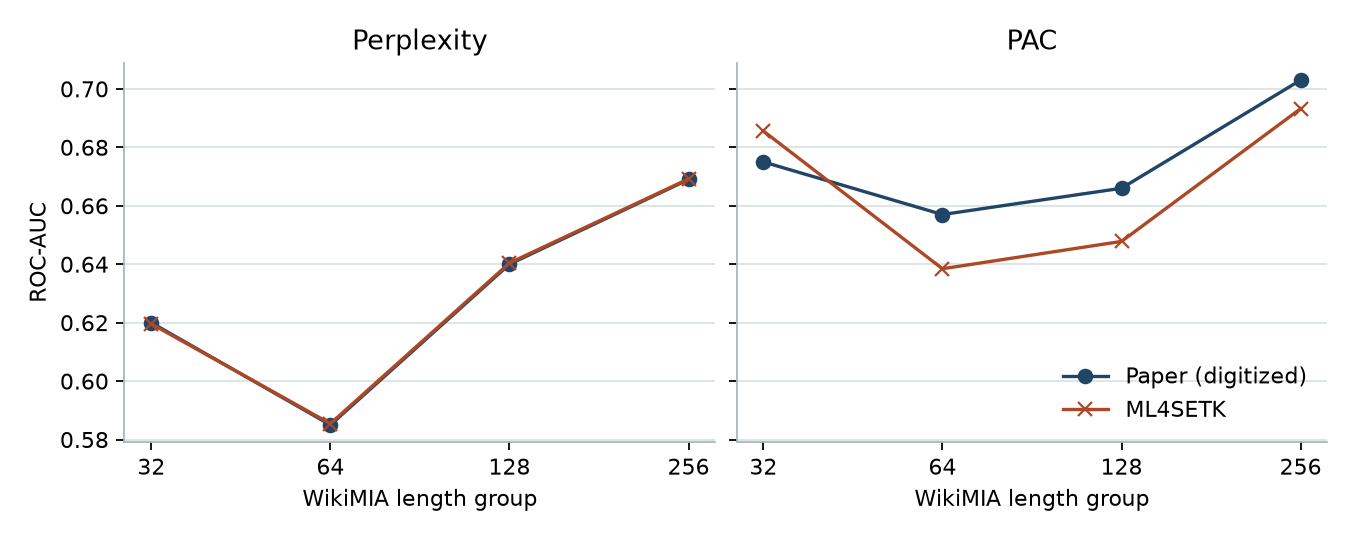 Perplexity
PAC
ROC-AUC
0.70
0.68
0.66
0.64
0.62
0.60
0.58
32 64 128 256
WikiMIA length group
32 64 128 256
WikiMIA length group
Paper (digitized)
ML4SETK